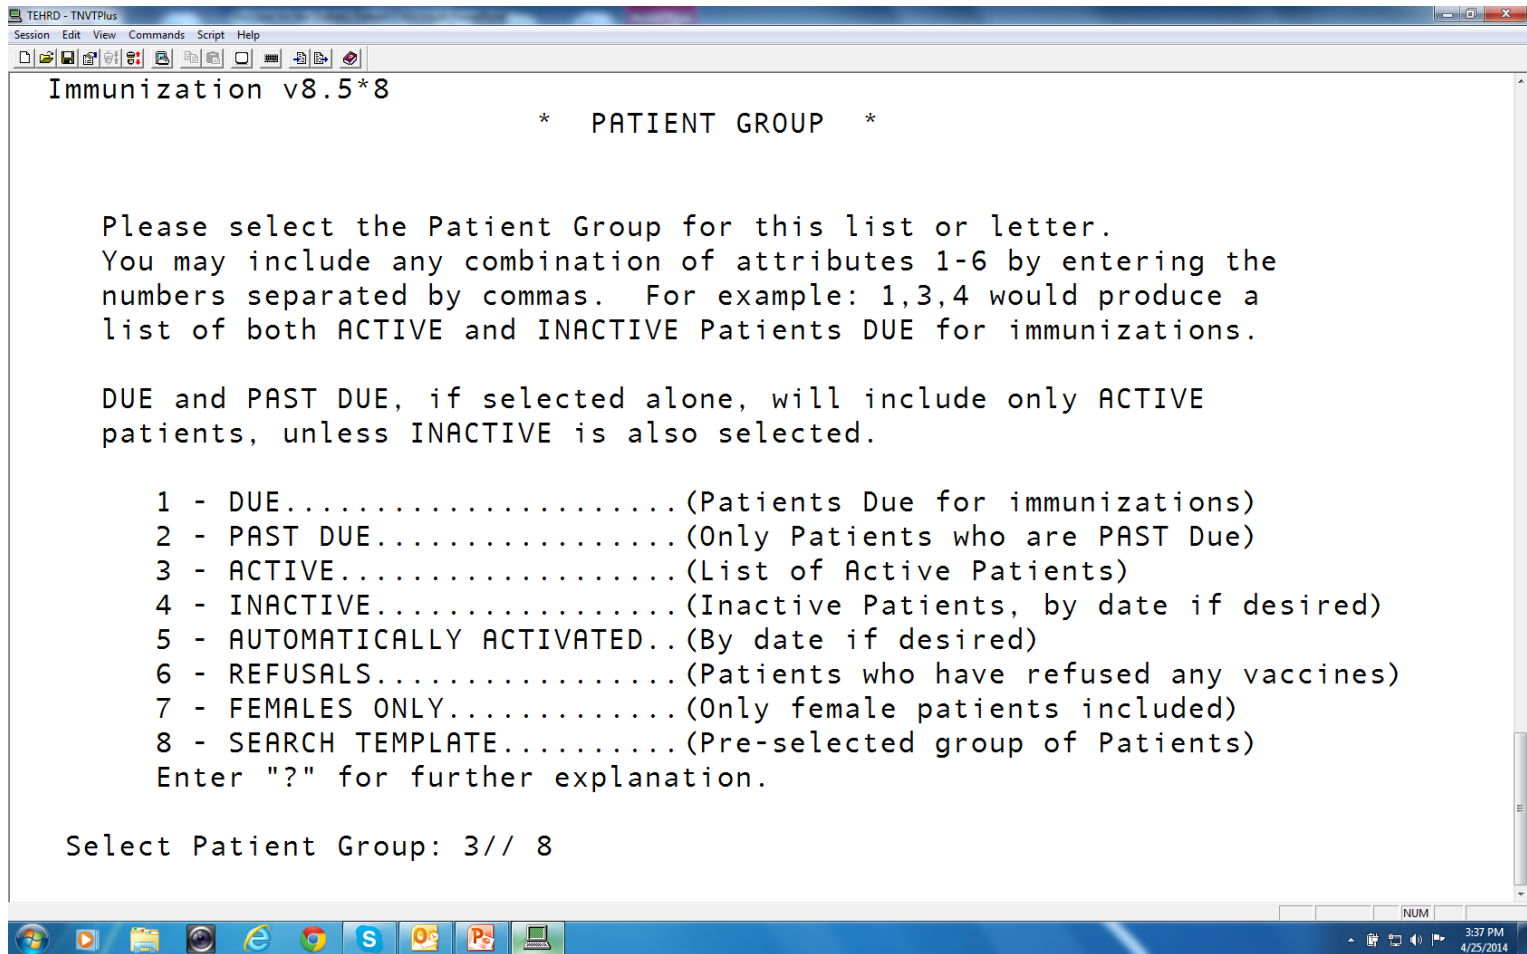 TEHRD - TNVTPlus
Session Edit View Commands Script Help
Immunization v8.5*8
* PATIENT GROUP *
Please select the Patient Group for this list or letter.
You may include any combination of attributes 1-6 by entering the
numbers separated by commas. For example: 1,3,4 would produce a
list of both ACTIVE and INACTIVE Patients DUE for immunizations.
DUE and PAST DUE, if selected alone, will include only ACTIVE
patients, unless INACTIVE is also selected.
1 - DUE......................(Patients Due for immunizations)
2 - PAST DUE.................(Only Patients who are PAST Due)
3 - ACTIVE...................(List of Active Patients)
4 - INACTIVE.................(Inactive Patients, by date if desired)
5 - AUTOMATICALLY ACTIVATED..(By date if desired)
6 - REFUSALS.................(Patients who have refused any vaccines)
7 - FEMALES ONLY.............(Only female patients included)
8 - SEARCH TEMPLATE..........(Pre-selected group of Patients)
Enter "?" for further explanation.
Select Patient Group: 3// 8
NUM
3:37 PM
4/25/2014